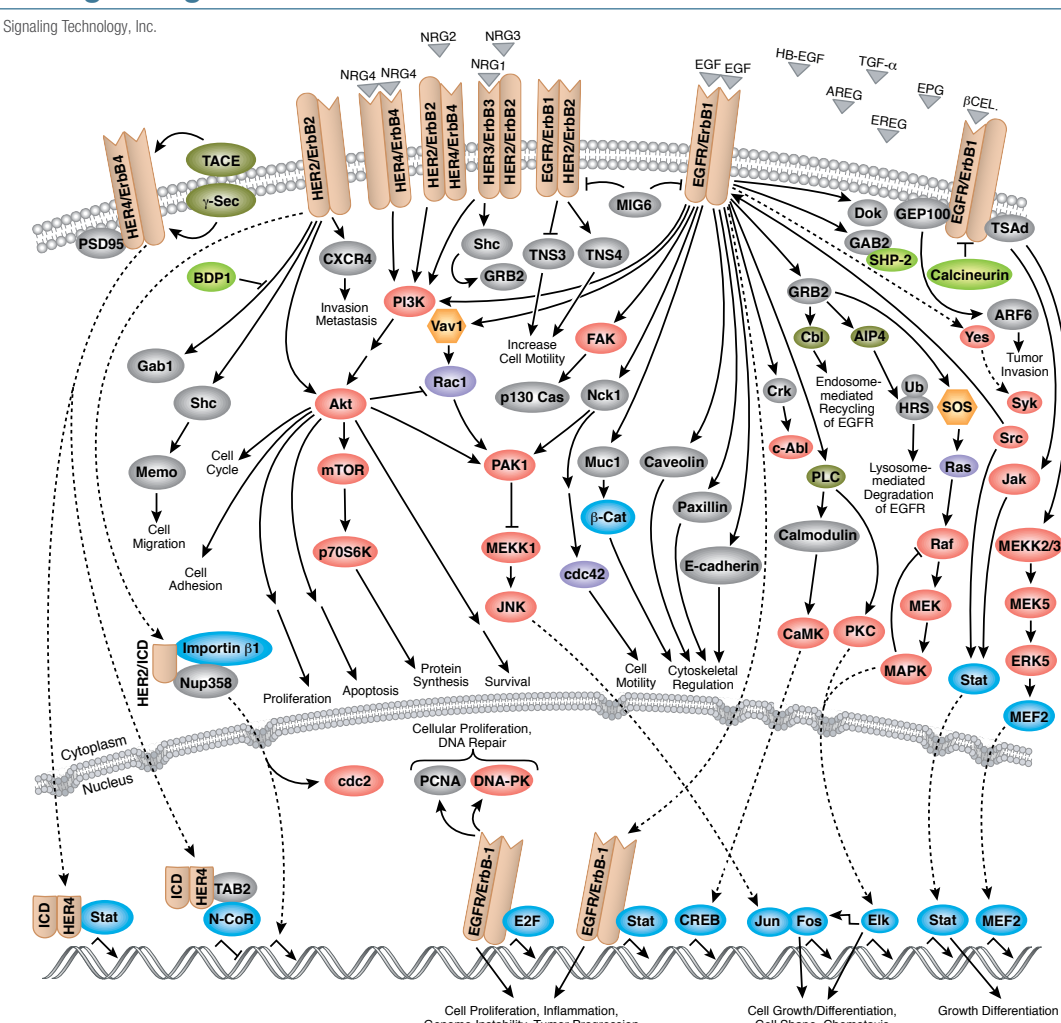 Signaling Technology, Inc.
NRG2
NRG3
NRG4
NRG4
NRG1
EGF
EGF
HB-EGF
TGF-α
AREG
EPG
EREG
βCEL.
HER4/ErbB4
TACE
γ-Sec
PSD95
HER2/ErbB2
HER4/ErbB4
HER2/ErbB2
HER4/ErbB4
HER3/ErbB3
HER2/ErbB2
EGFR/ErbB1
HER2/ErbB2
EGFR/ErbB1
EGFR/ErbB1
MIG6
Dok
GEP100
TSAd
GAB2
SHP-2
Calcineurin
BDP1
CXCR4
Shc
GRB2
TNS3
TNS4
Invasion
Metastasis
PI3K
Vav1
Increase
Cell Motility
FAK
GRB2
Cbl
AIP4
Yes
ARF6
Tumor
Invasion
Gab1
Shc
Akt
Rac1
p130 Cas
Nck1
Crk
Endosome-
mediated
Recycling
of EGFR
Ub
HRS
SOS
Syk
Src
c-Abl
Memo
Cell
Cycle
mTOR
PAK1
Muc1
Caveolin
PLC
Lysosome-
mediated
Degradation
of EGFR
Ras
Jak
Cell
Migration
Cell
Adhesion
p70S6K
MEKK1
β-Cat
Paxillin
Calmodulin
Raf
MEKK2/3
cdc42
E-cadherin
JNK
MEK
MEK5
CaMK
PKC
MAPK
ERK5
Stat
MEF2
HER2/ICD
Importin β1
Nup358
Proliferation
Apoptosis
Protein
Synthesis
Survival
Cell
Motility
Cytoskeletal
Regulation
Cytoplasm
Nucleus
Cellular Proliferation,
DNA Repair
cdc2
PCNA
DNA-PK
EGFR/ErbB-1
EGFR/ErbB-1
ICD
HER4
Stat
ICD
HER4
TAB2
N-CoR
E2F
Stat
CREB
Jun
Fos
Elk
Stat
MEF2
Cell Proliferation, Inflammation,
Genome Instability, Tumor Progression
Cell Growth/Differentiation,
Cell Shape, Chemotaxis
Growth Differentiation